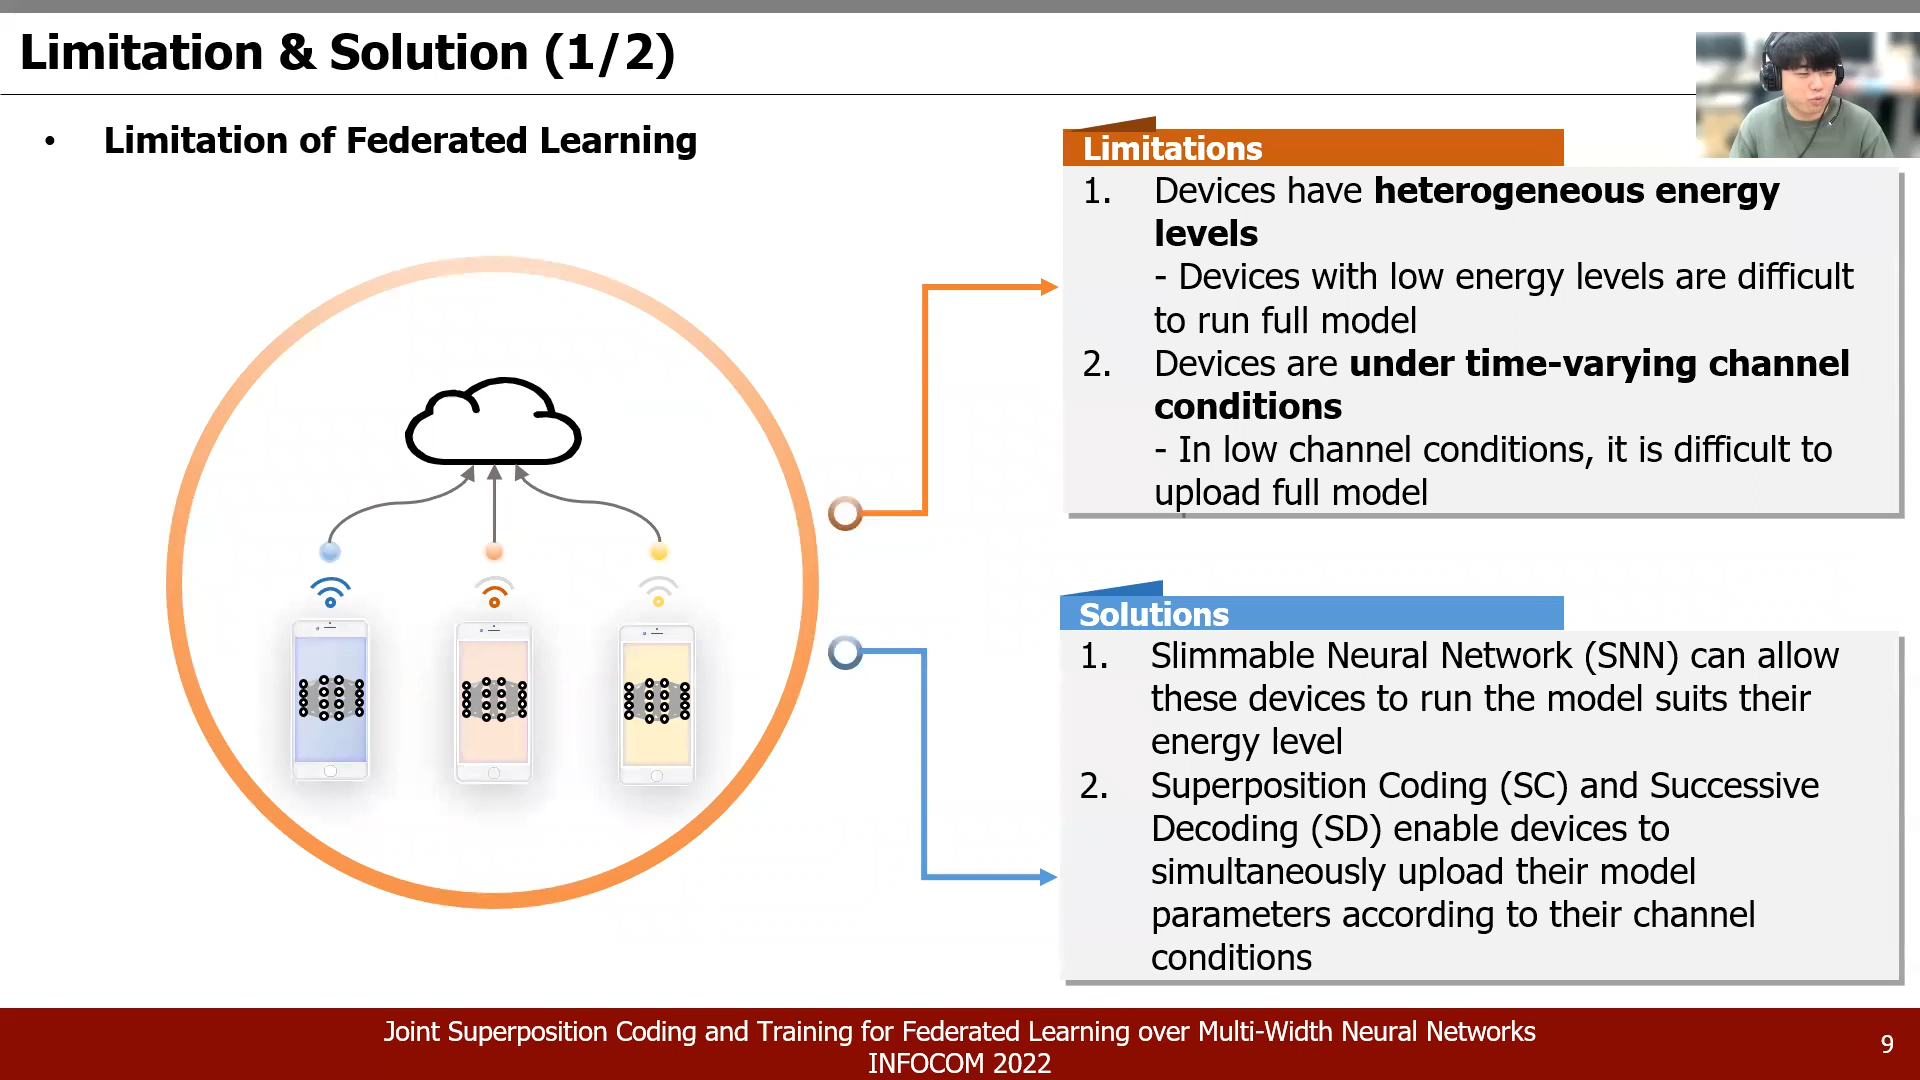 Limitation & Solution (1/2)
• Limitation of Federated Learning
Limitations
1. Devices have heterogeneous energy
levels
- Devices with low energy levels are difficult
to run full model
2. Devices are under time-varying channel
conditions
- In low channel conditions, it is difficult to
upload full model
Solutions
1. Slimmable Neural Network (SNN) can allow
these devices to run the model suits their
energy level
2. Superposition Coding (SC) and Successive
Decoding (SD) enable devices to
simultaneously upload their model
parameters according to their channel
conditions
Joint Superposition Coding and Training for Federated Learning over Multi-Width Neural Networks
INFOCOM 2022
9